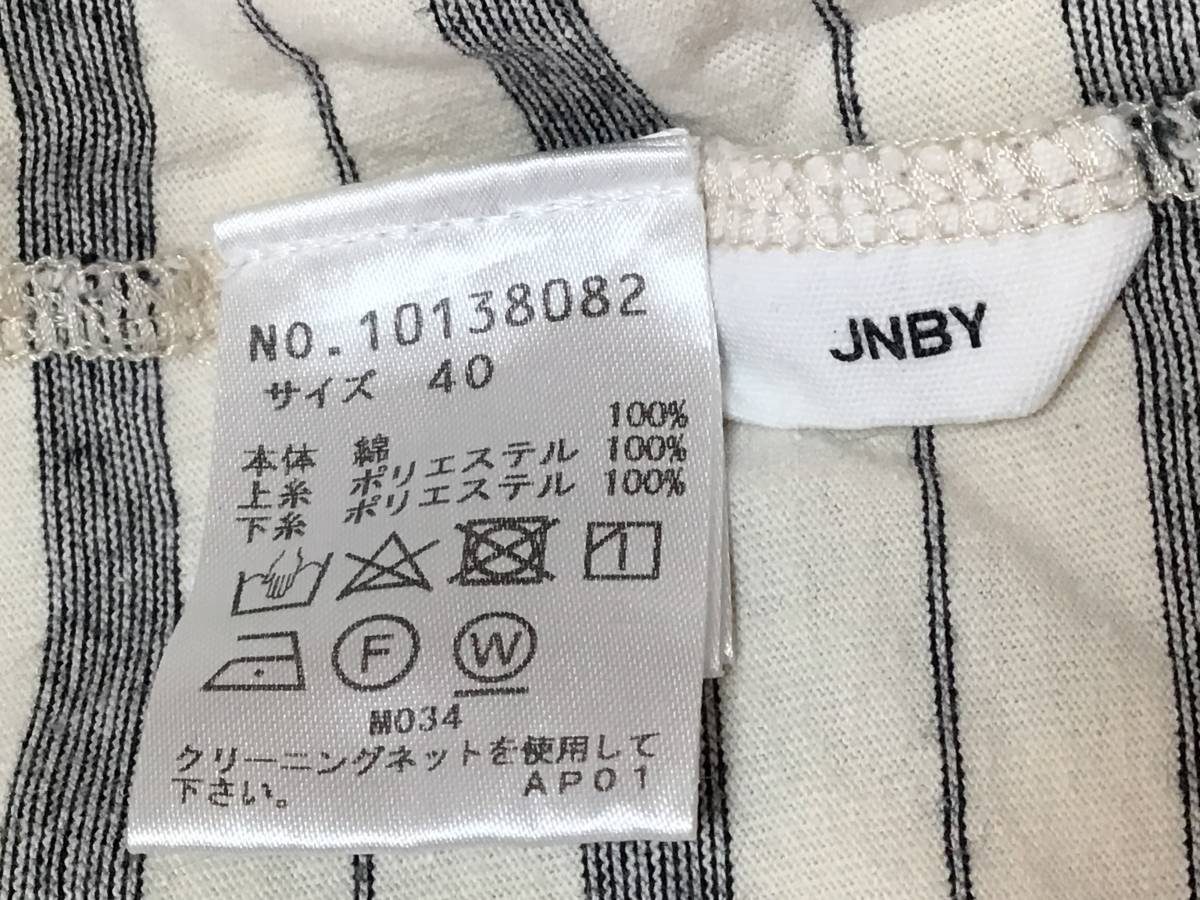 NO.10138082
サイズ 40
100%
本体 綿 100%
上糸 ポリエステル 100%
下糸 ポリエステル
F W
M034
クリーニングネットを使用して
下さい。 AP01
JNBY